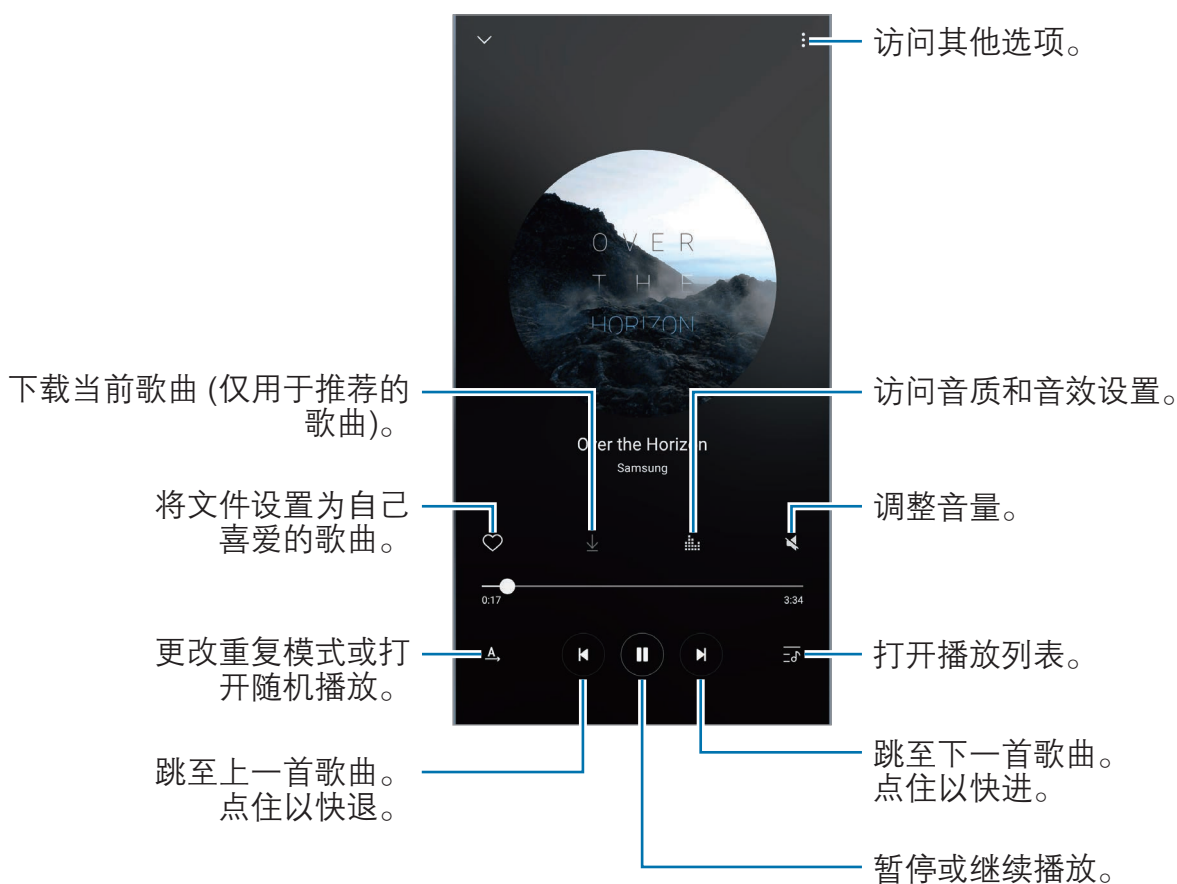 访问其他选项。
OVER
THE
HORIZON
下载当前歌曲 (仅用于推荐的
歌曲)。
访问音质和音效设置。
Over the Horizon
Samsung
将文件设置为自己
喜爱的歌曲。
调整音量。
0:17
3:34
更改重复模式或打
开随机播放。
A
打开播放列表。
跳至上一首歌曲。
点住以快退。
跳至下一首歌曲。
点住以快进。
暂停或继续播放。